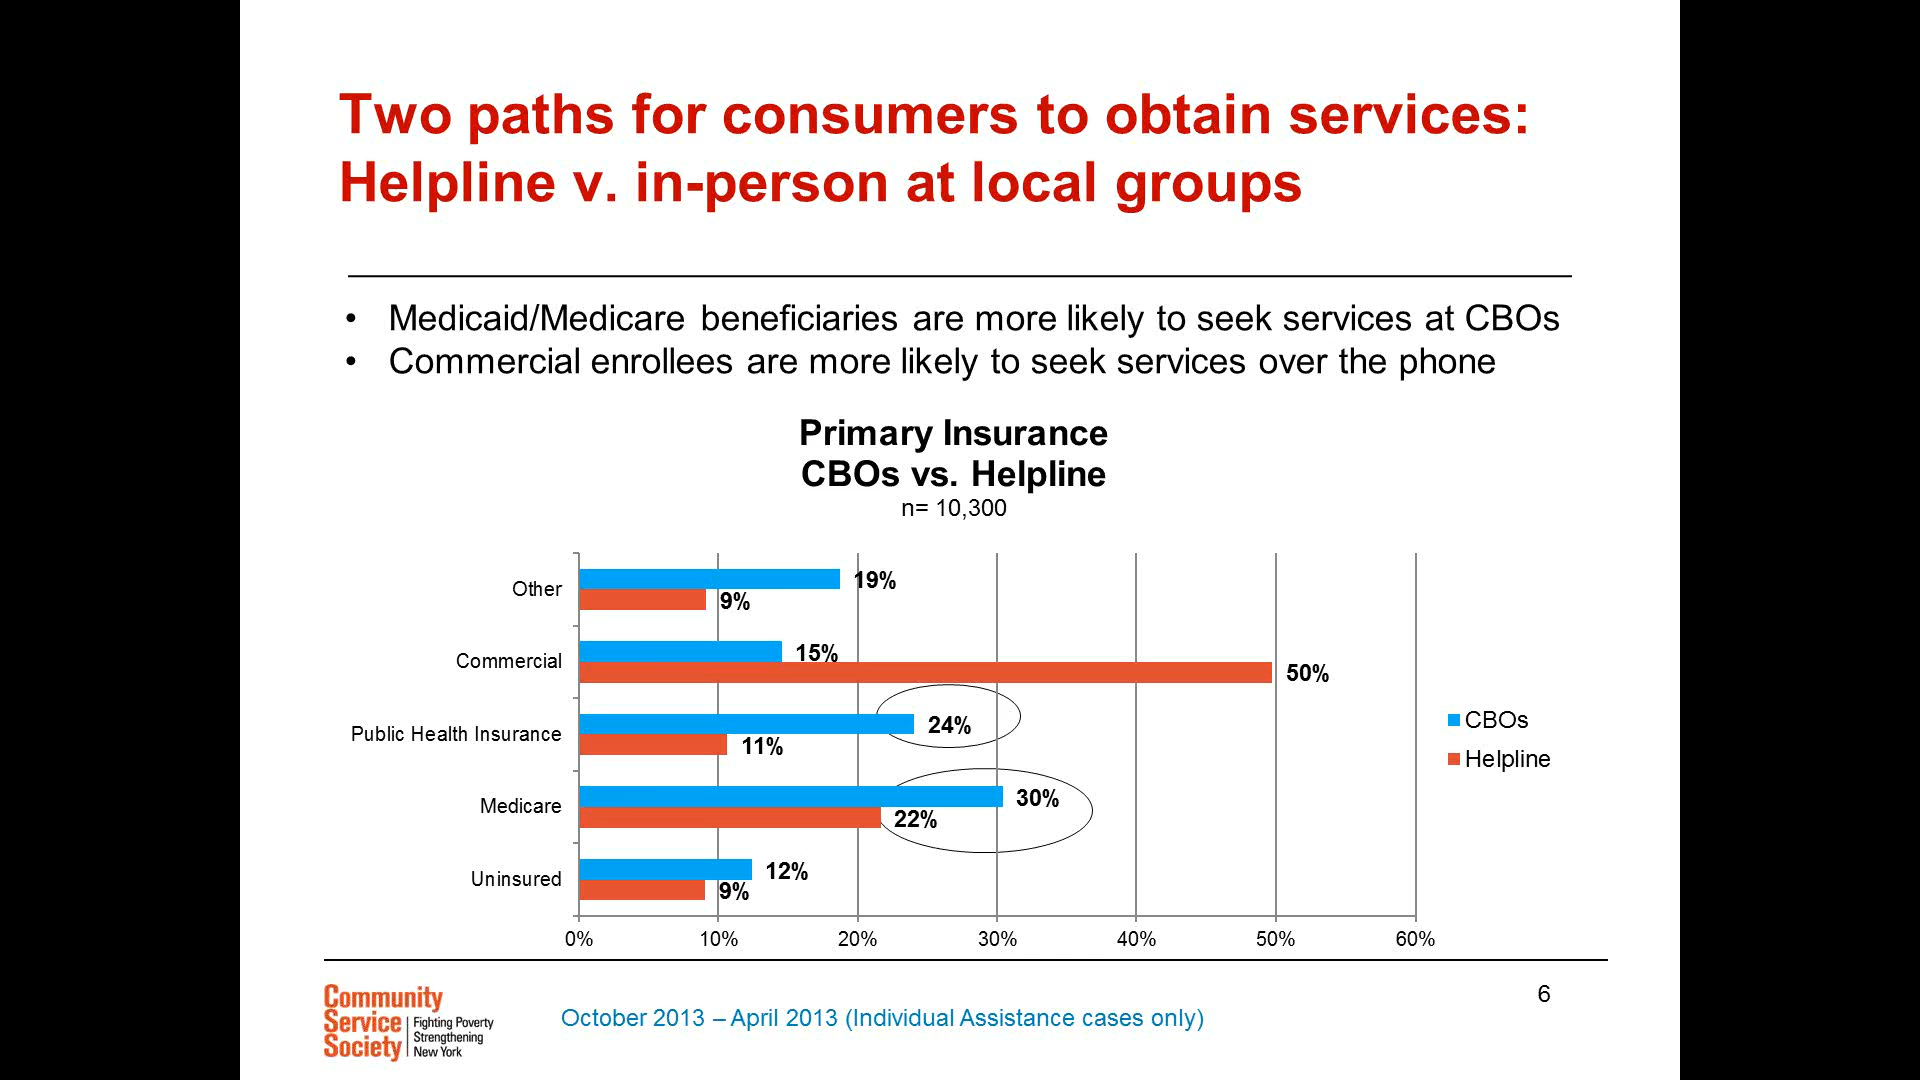 Two paths for consumers to obtain services:
Helpline v. in-person at local groups
• Medicaid/Medicare beneficiaries are more likely to seek services at CBOs
• Commercial enrollees are more likely to seek services over the phone
Primary Insurance
CBOs vs. Helpline
n= 10,300
Other
19%
9%
Commercial
15%
50%
Public Health Insurance
24%
11%
Medicare
30%
22%
Uninsured
12%
9%
0% 10% 20% 30% 40% 50% 60%
CBOs
Helpline
Community
Service
Society
Fighting Poverty
Strengthening
New York
October 2013 – April 2013 (Individual Assistance cases only)
6